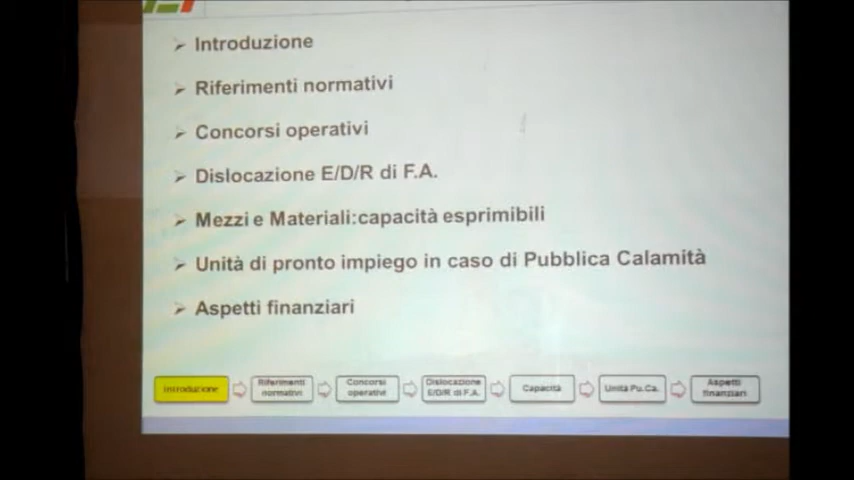 Introduzione
Riferimenti normativi
Concorsi operativi
Dislocazione E/D/R di F.A.
Mezzi e Materiali:capacità esprimibili
Unità di pronto impiego in caso di Pubblica Calamità
Aspetti finanziari
Introduzione
Riferimenti
normativi
Concorsi
operativi
Dislocazione
E/D/R di F.A.
Capacità
Unità Pu.Ca.
Aspetti
finanziari